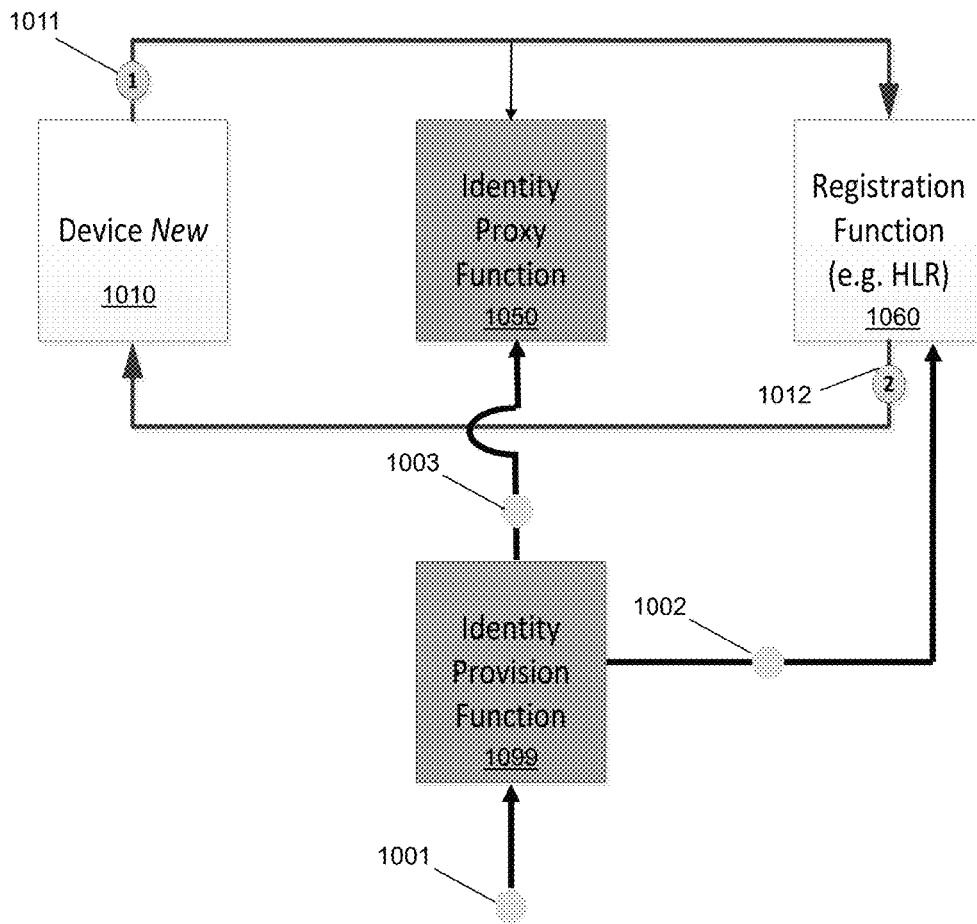 1011
1
Device New
1010
Identity
Proxy
Function
1050
Registration
Function
(e.g. HLR)
1060
1012
2
1003
1002
Identity
Provision
Function
1099
1001